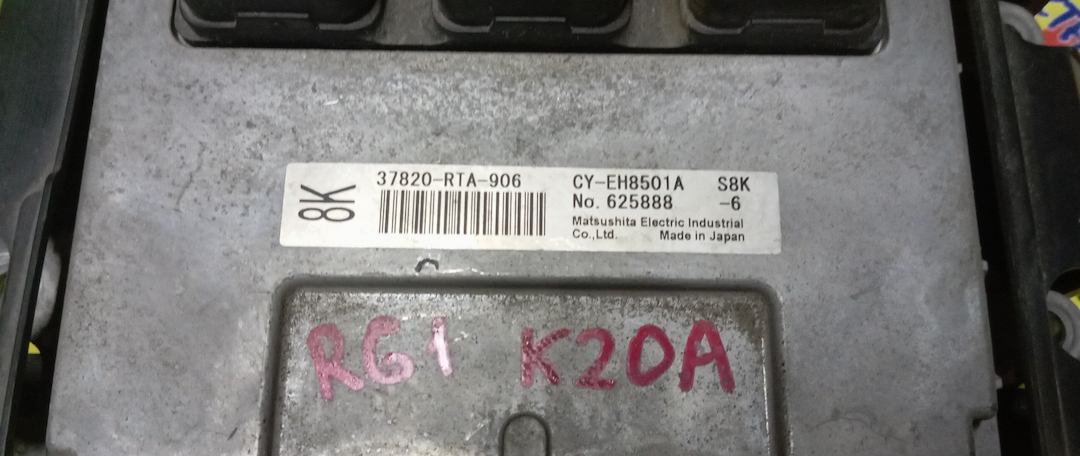 8K
37820-RTA-906
CY-EH8501A S8K
No. 625888 -6
Matsushita Electric Industrial
Co.,Ltd. Made in Japan
RG1 K20A